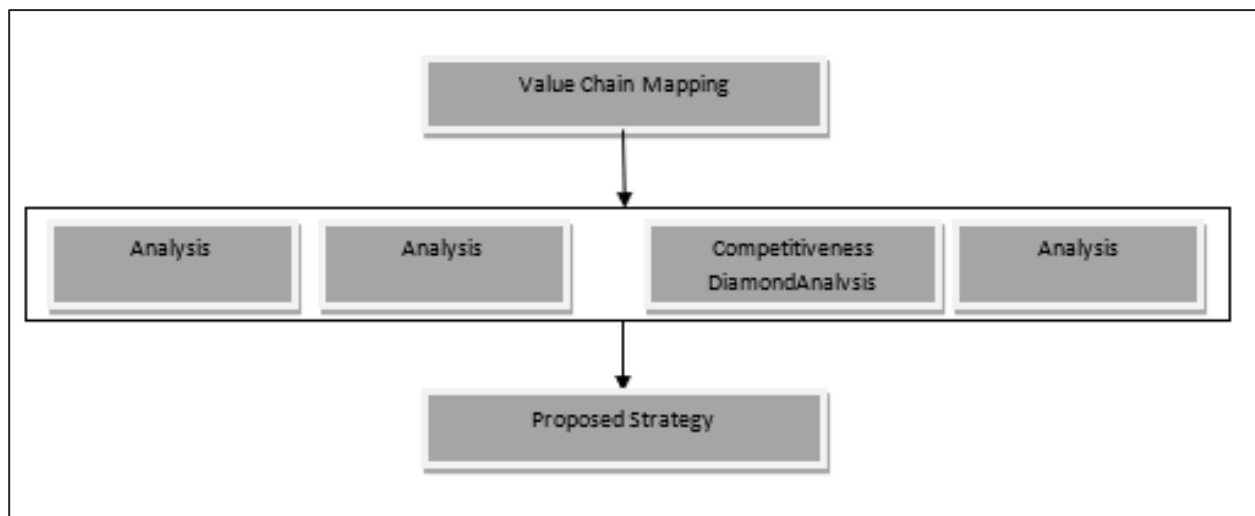 Value Chain Mapping
Analysis
Analysis
Competitiveness
DiamondAnalysis
Analysis
Proposed Strategy